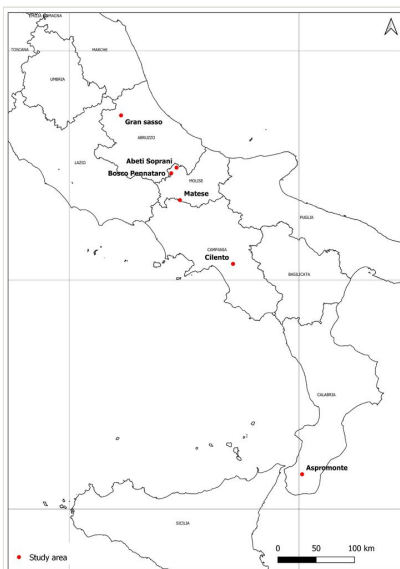 EMILIA ROMAGNA
TOSCANA
MARCHE
UMBRIA
Gran sasso
ABRUZZO
LAZIO
Abeti Soprani
Bosco Pennataro
MOLISE
Matese
PUGLIA
CAMPANIA
Cilento
BASILICATA
CALABRIA
Aspromonte
SICILIA
Study area
0 50 100 km